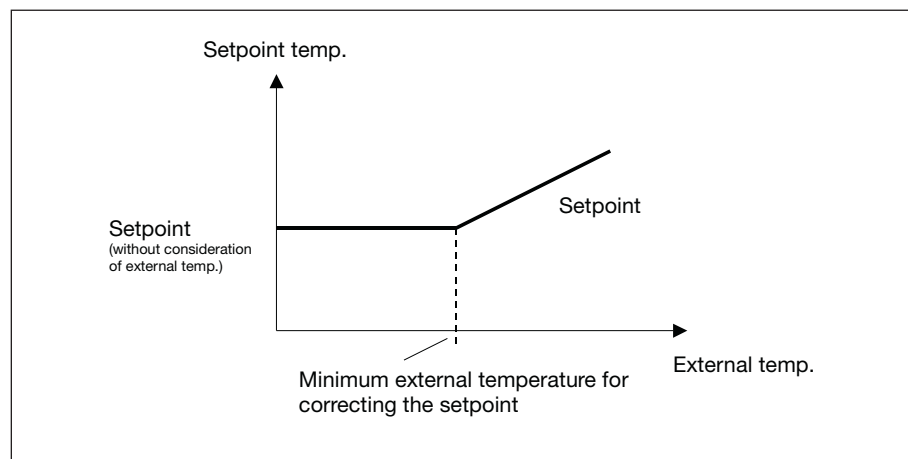 Setpoint temp.
Setpoint
Setpoint
(without consideration
of external temp.)
External temp.
Minimum external temperature for
correcting the setpoint